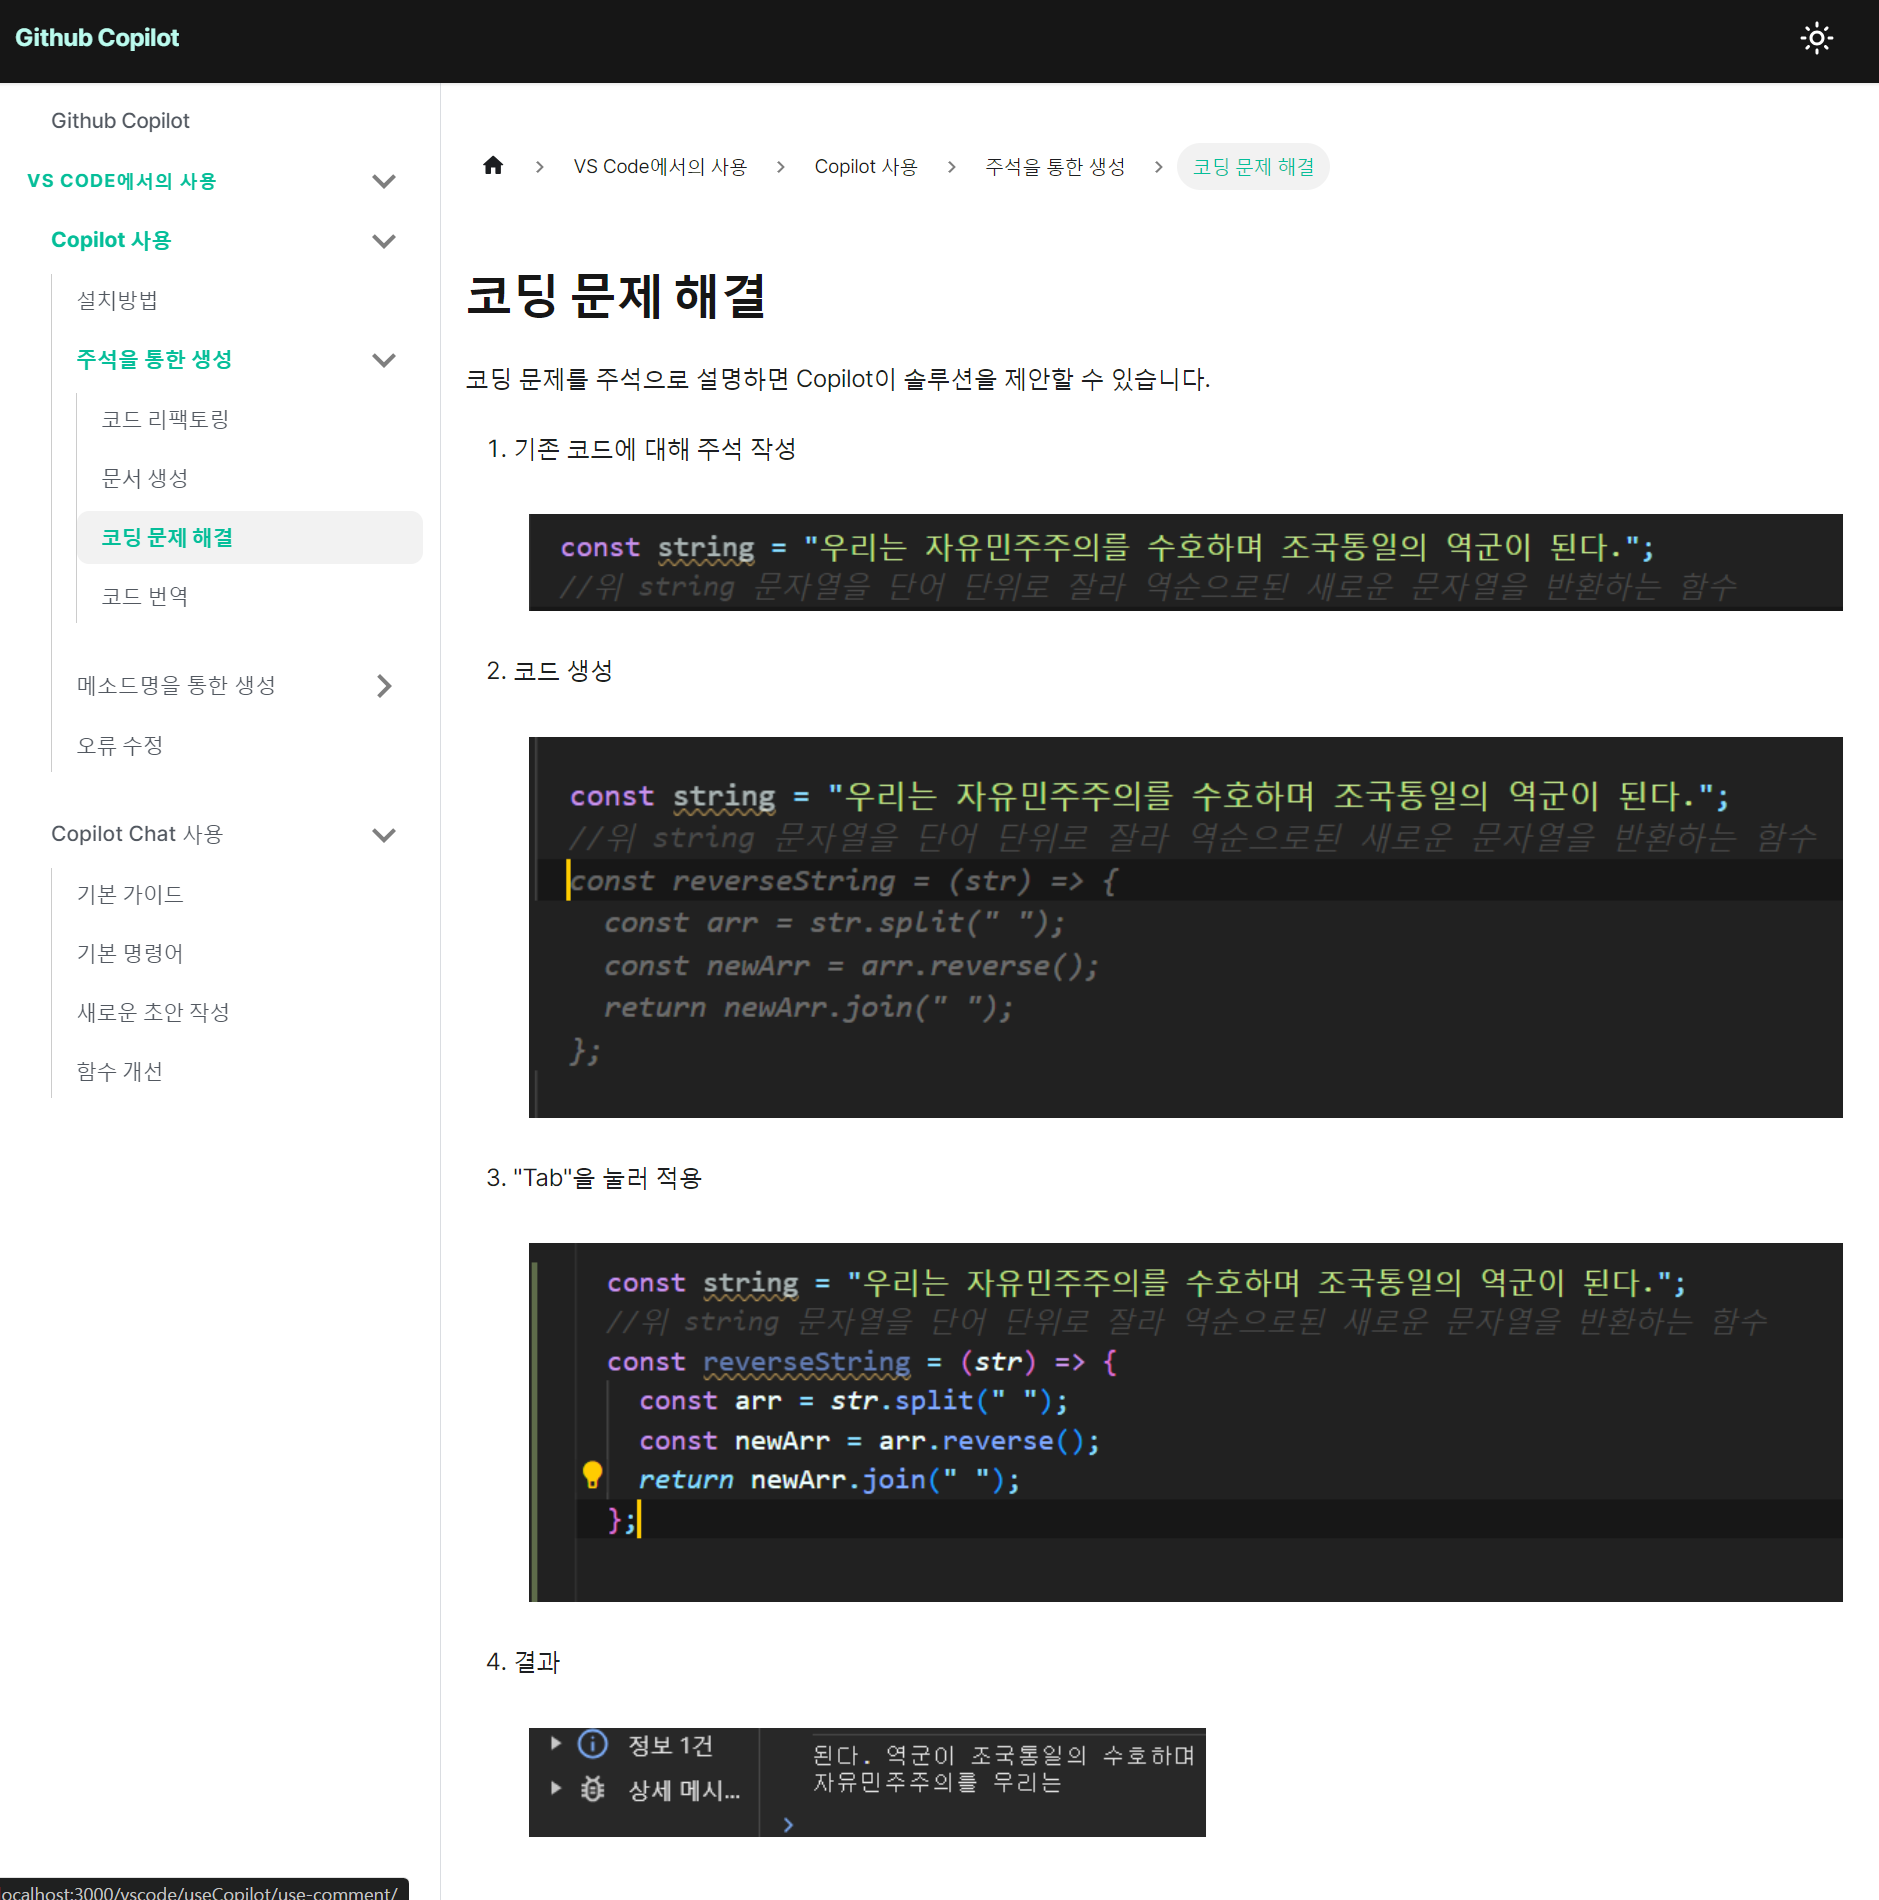 Github Copilot
Github Copilot
VS CODE에서의 사용
Copilot 사용
설치방법
주석을 통한 생성
코드 리팩토링
문서 생성
코딩 문제 해결
코드 번역
메소드명을 통한 생성
오류 수정
Copilot Chat 사용
기본 가이드
기본 명령어
새로운 초안 작성
함수 개선
VS Code에서의 사용 > Copilot 사용 > 주석을 통한 생성 > 코딩 문제 해결
코딩 문제 해결
코딩 문제를 주석으로 설명하면 Copilot이 솔루션을 제안할 수 있습니다.
1. 기존 코드에 대해 주석 작성
const string = "우리는 자유민주주의를 수호하며 조국통일의 역군이 된다.";
//위 string 문자열을 단어 단위로 잘라 역순으로된 새로운 문자열을 반환하는 함수
2. 코드 생성
const string = "우리는 자유민주주의를 수호하며 조국통일의 역군이 된다.";
//위 string 문자열을 단어 단위로 잘라 역순으로된 새로운 문자열을 반환하는 함수
const reverseString = (str) => {
const arr = str.split(" ");
const newArr = arr.reverse();
return newArr.join(" ");
};
3. "Tab"을 눌러 적용
const string = "우리는 자유민주주의를 수호하며 조국통일의 역군이 된다.";
//위 string 문자열을 단어 단위로 잘라 역순으로된 새로운 문자열을 반환하는 함수
const reverseString = (str) => {
const arr = str.split(" ");
const newArr = arr.reverse();
return newArr.join(" ");
};
4. 결과
정보 1건
상세 메시...
된다. 역군이 조국통일의 수호하며
자유민주주의를 우리는
localhost:3000/vscode/useCopilot/use-comment/